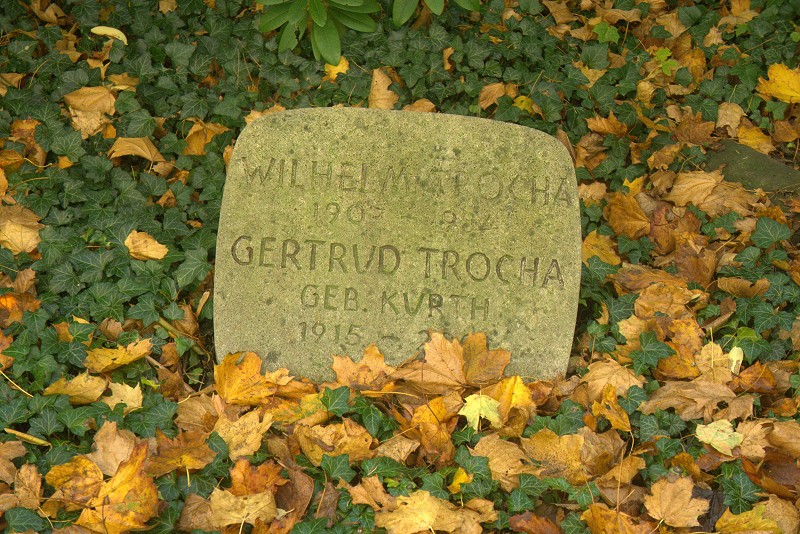 WILHELM TROCHA
GERTRUD TROCHA
GEB. KURTH
1915 -